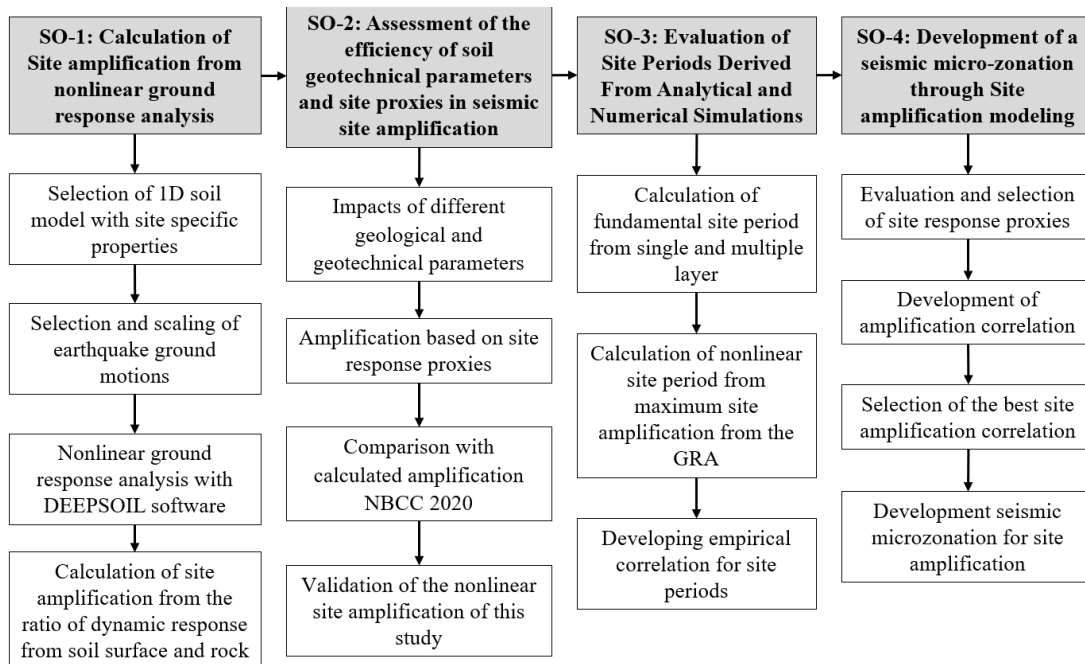 SO-1: Calculation of
Site amplification from
nonlinear ground
response analysis
Selection of 1D soil
model with site specific
properties
Selection and scaling of
earthquake ground
motions
Nonlinear ground
response analysis with
DEEPSOIL software
Calculation of site
amplification from the
ratio of dynamic response
from soil surface and rock
SO-2: Assessment of the
efficiency of soil
geotechnical parameters
and site proxies in seismic
site amplification
Impacts of different
geological and
geotechnical parameters
Amplification based on site
response proxies
Comparison with
calculated amplification
NBCC 2020
Validation of the nonlinear
site amplification of this
study
SO-3: Evaluation of
Site Periods Derived
From Analytical and
Numerical Simulations
Calculation of
fundamental site period
from single and multiple
layer
Calculation of nonlinear
site period from
maximum site
amplification from the
GRA
Developing empirical
correlation for site
periods
SO-4: Development of a
seismic micro-zonation
through Site
amplification modeling
Evaluation and selection
of site response proxies
Development of
amplification correlation
Selection of the best site
amplification correlation
Development seismic
microzonation for site
amplification